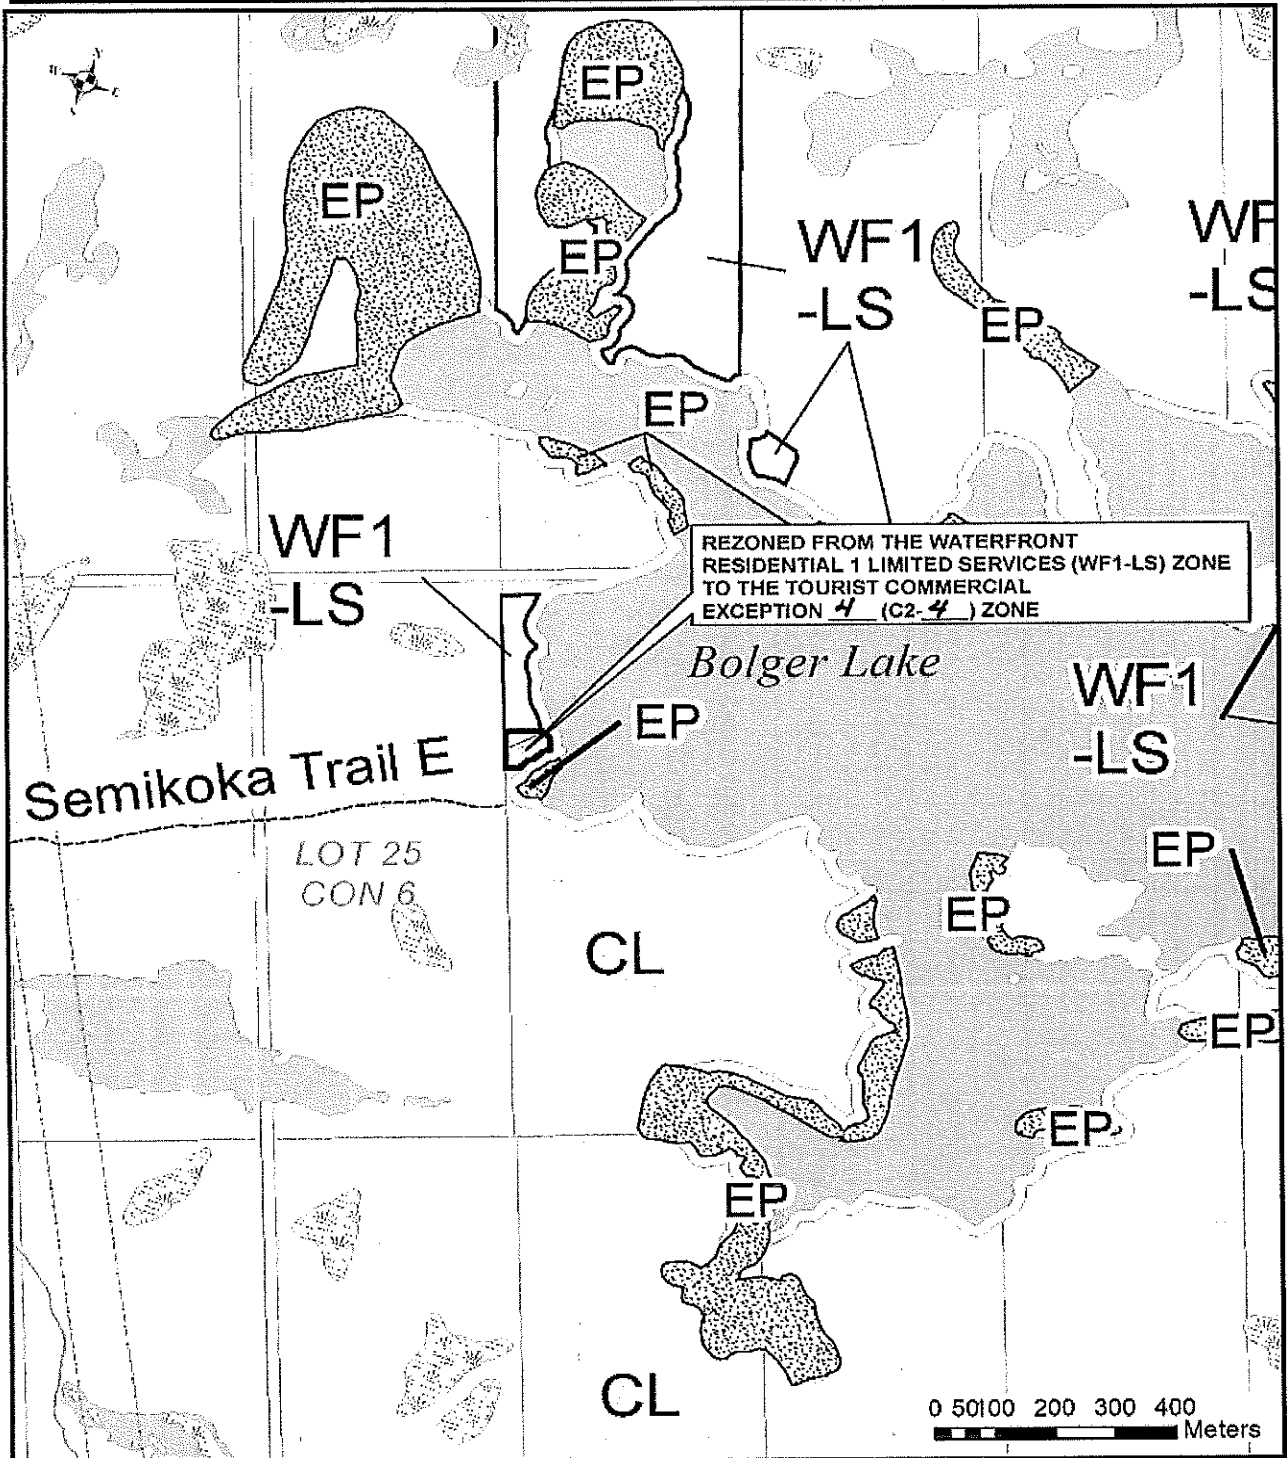 EP
EP
EP
WF1
-LS
WF
-LS
EP
EP
WF1
-LS
REZONED FROM THE WATERFRONT
RESIDENTIAL 1 LIMITED SERVICES (WF1-LS) ZONE
TO THE TOURIST COMMERCIAL
EXCEPTION 4 (C2-4) ZONE
Bolger Lake
WF1
-LS
EP
Semikoka Trail E
LOT 25
CON 6
EP
EP
CL
EP
EP
EP
CL
0 50100 200 300 400
Meters